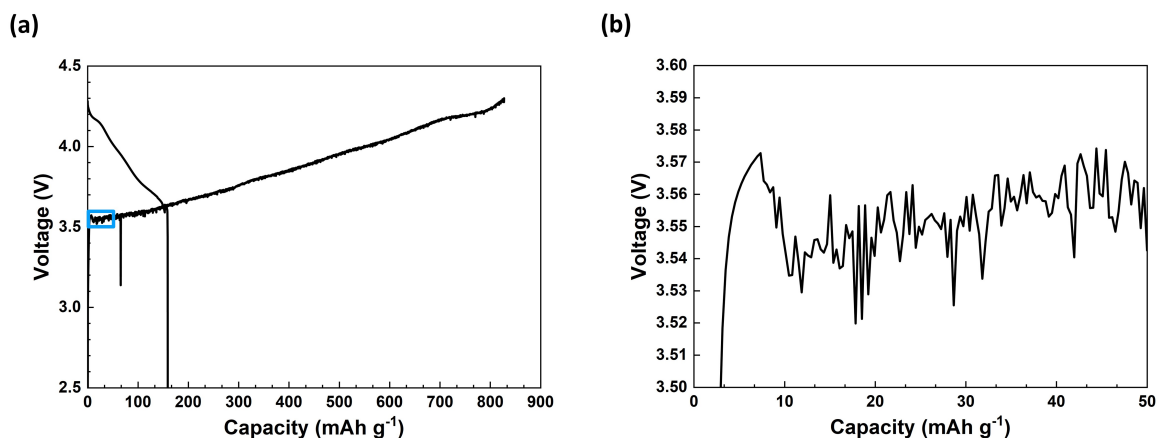 (a)
(b)
4.5
4.0
3.5
3.0
2.5
Voltage (V)
0 100 200 300 400 500 600 700 800 900
Capacity (mAh g⁻¹)
3.60
3.59
3.58
3.57
3.56
3.55
3.54
3.53
3.52
3.51
3.50
Voltage (V)
0 10 20 30 40 50
Capacity (mAh g⁻¹)